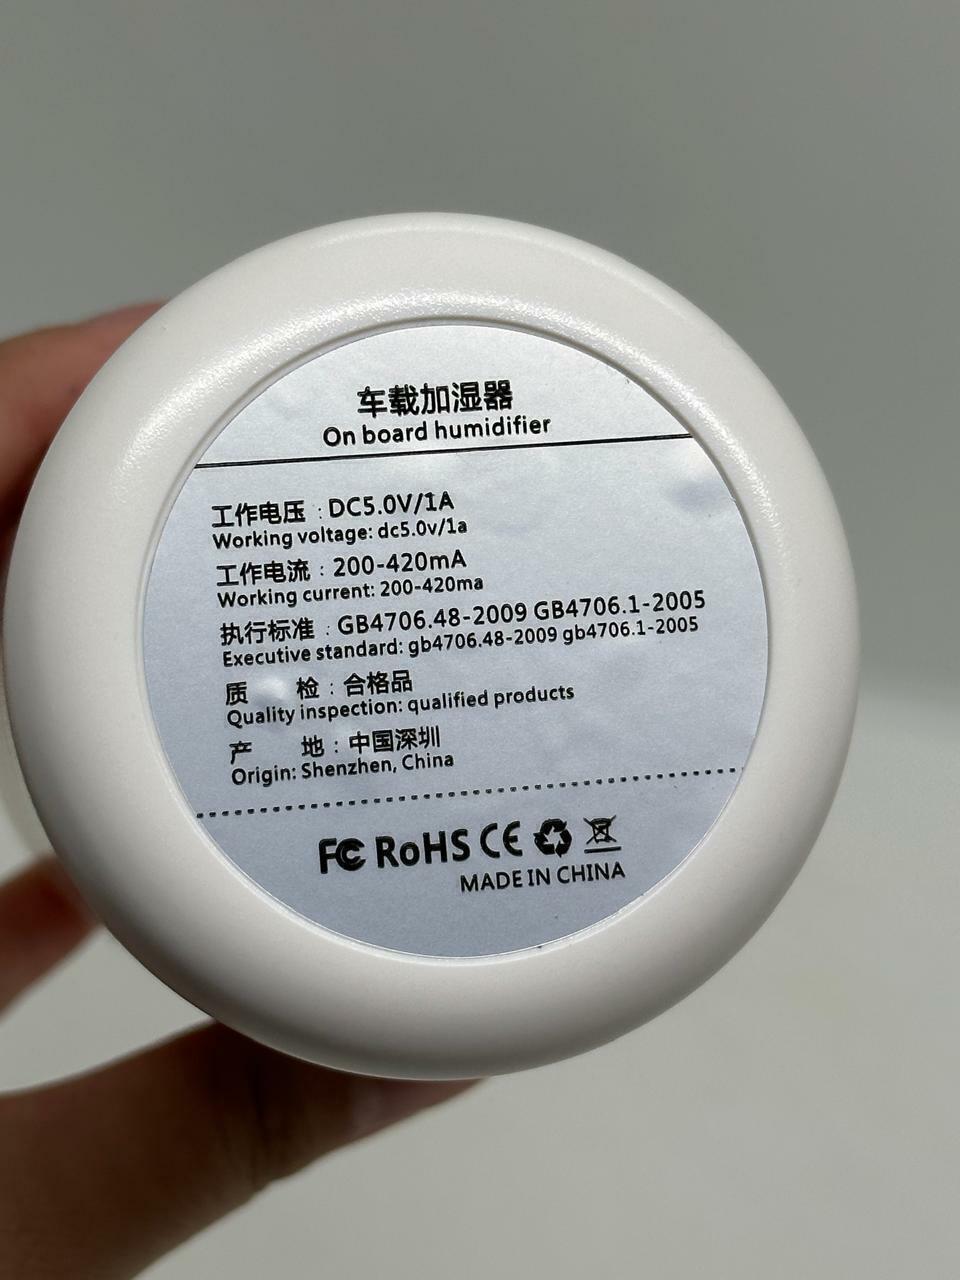 车载加湿器
On board humidifier
工作电压：DC5.0V/1A
Working voltage: dc5.0v/1a
工作电流：200-420mA
Working current: 200-420ma
执行标准：GB4706.48-2009 GB4706.1-2005
Executive standard: gb4706.48-2009 gb4706.1-2005
质 检：合格品
Quality inspection: qualified products
产 地：中国深圳
Origin: Shenzhen, China
FC RoHS CE
MADE IN CHINA